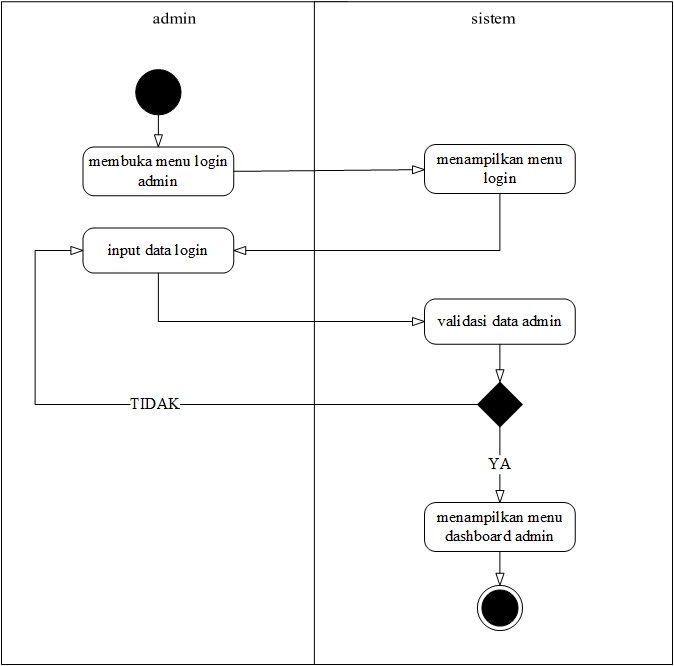 admin
sistem
membuka menu login
admin
menampilkan menu
login
input data login
validasi data admin
TIDAK
YA
menampilkan menu
dashboard admin